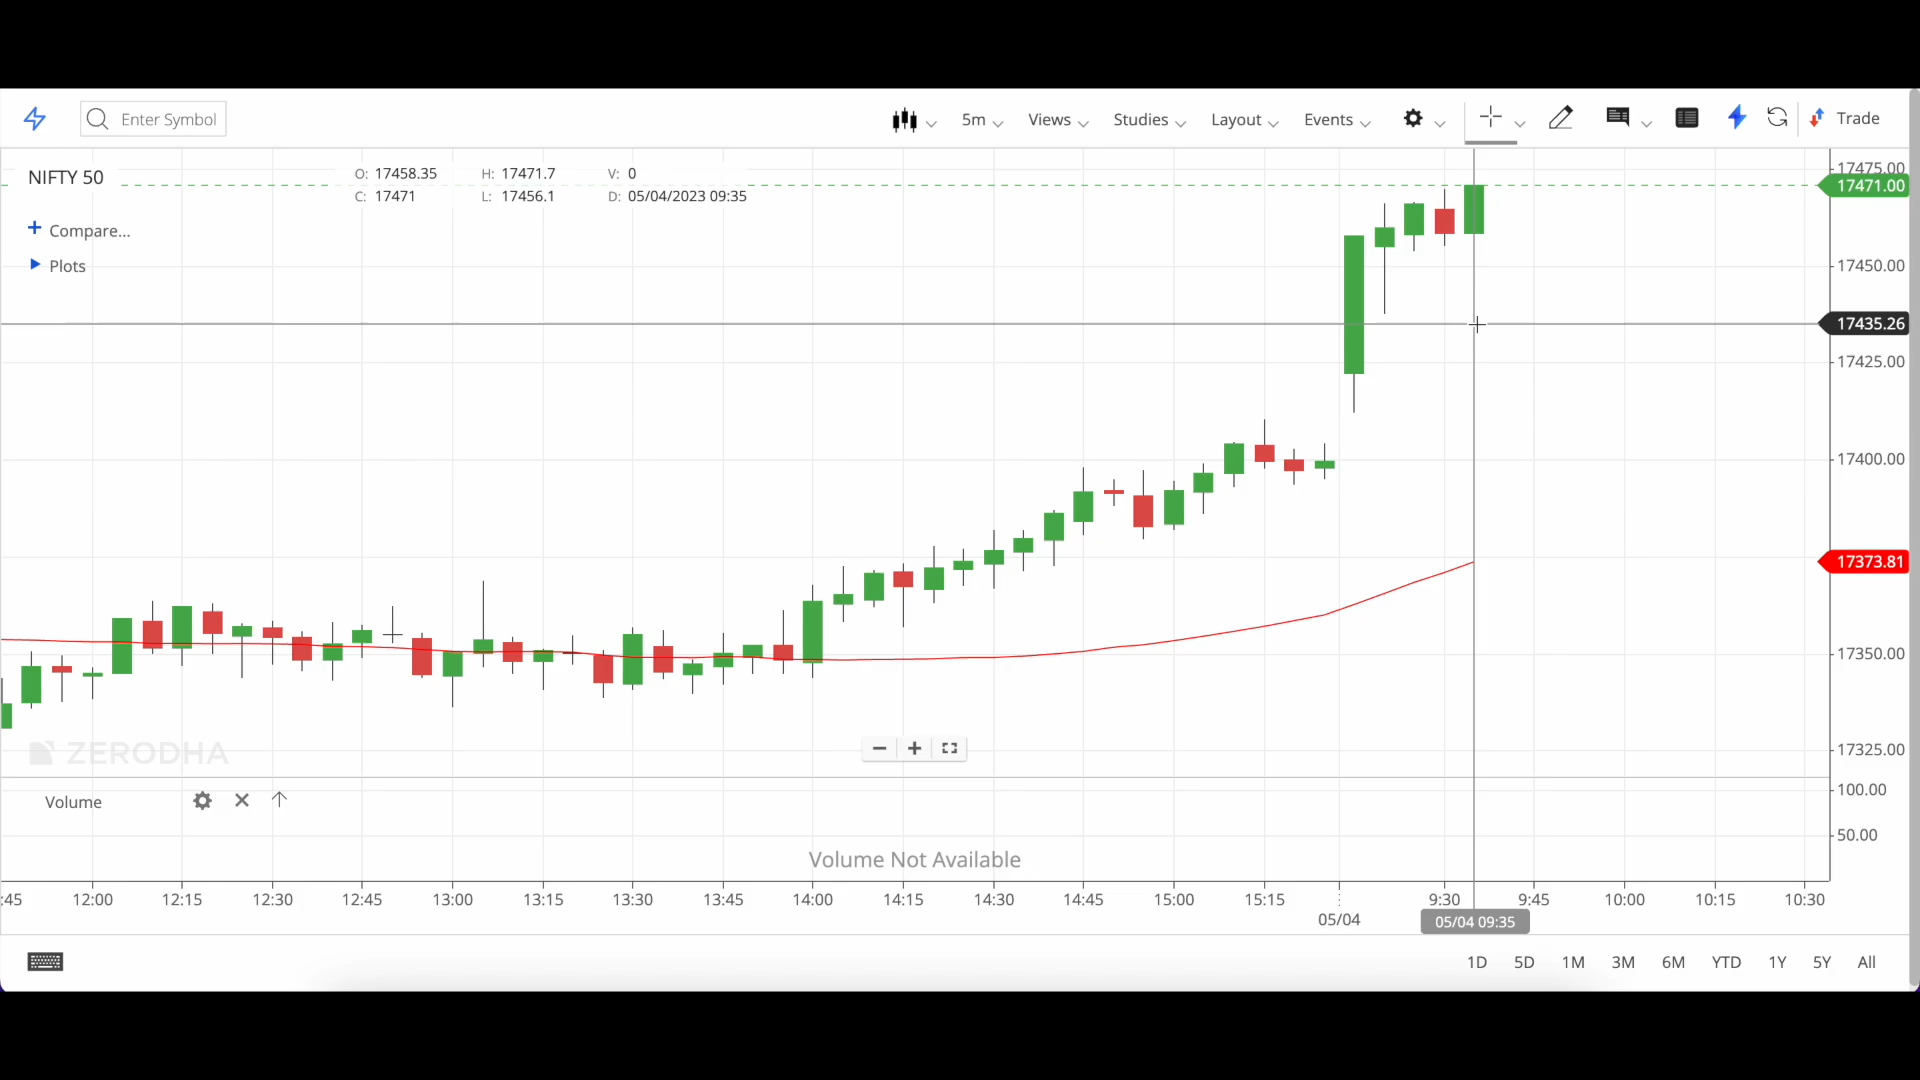 Enter Symbol
5m
Views
Studies
Layout
Events
Trade
NIFTY 50
O: 17458.35 H: 17471.7 V: 0
C: 17471 L: 17456.1 D: 05/04/2023 09:35
+ Compare...
Plots
17475.00
17471.00
17450.00
17435.26
17425.00
17400.00
17373.81
17350.00
17325.00
ZERODHA
Volume
100.00
50.00
Volume Not Available
:45 12:00 12:15 12:30 12:45 13:00 13:15 13:30 13:45 14:00 14:15 14:30 14:45 15:00 15:15 9:30 9:45 10:00 10:15 10:30
05/04 05/04 09:35
1D 5D 1M 3M 6M YTD 1Y 5Y All